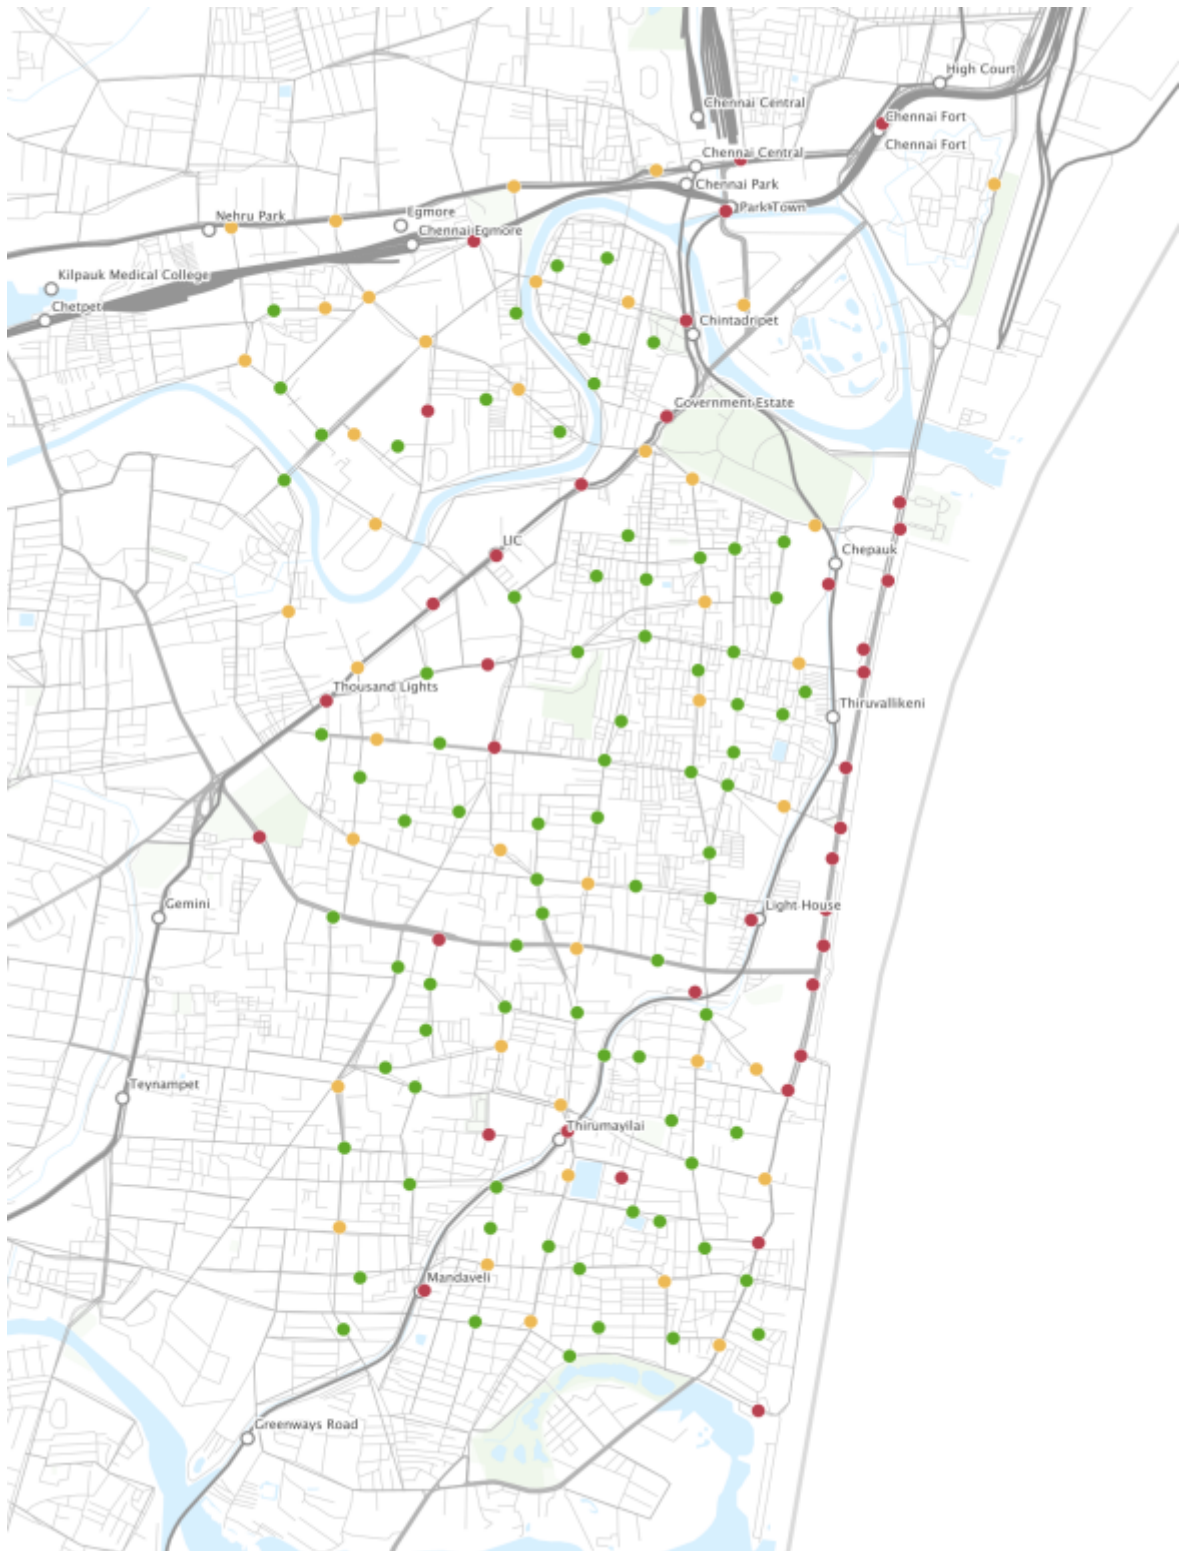 High Court
Chennai Central
Chennai Fort
Chennai Fort
Chennai Central
Chennai Park
Park Town
Egmore
Nehru Park
Chennai Egmore
Kilpauk Medical College
Chetpet
Chintadripet
Government Estate
LIC
Chepauk
Thousand Lights
Thiruvallikeni
Gemini
Light House
Teynampet
Thirumayilai
Mandaveli
Greenways Road